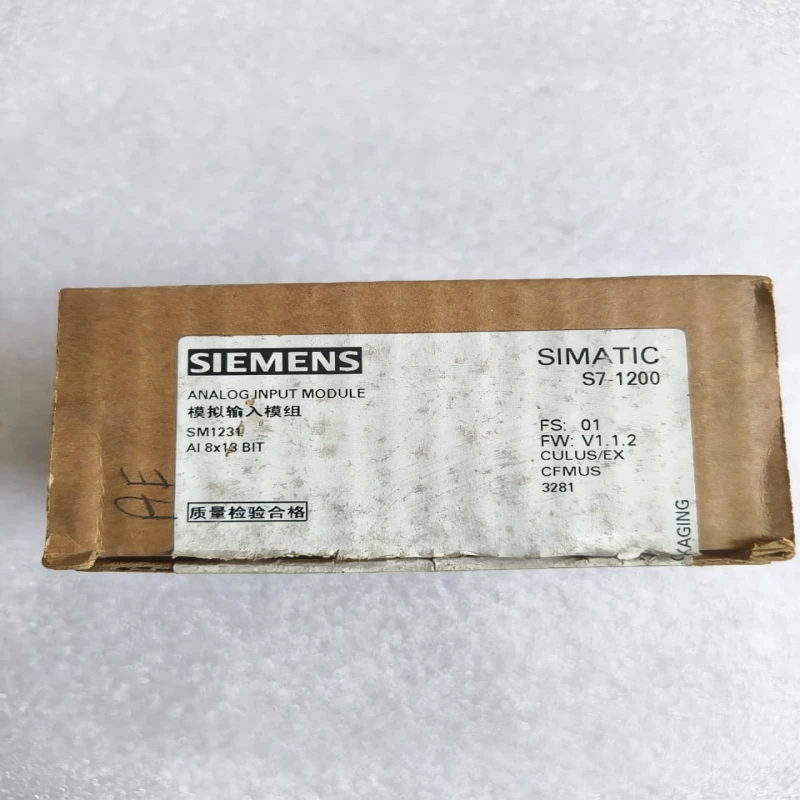 SIEMENS
ANALOG INPUT MODULE
模拟输入模组
SM1231
AI 8x13 BIT
质量检验合格
SIMATIC
S7-1200
FS: 01
FW: V1.1.2
CULUS/EX
CFMUS
3281
KAGING
AE